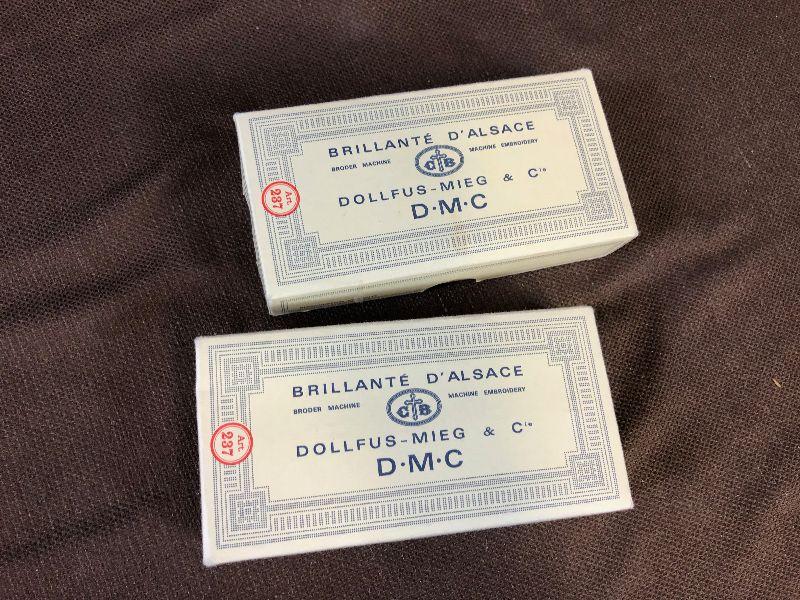 BRILLANTÉ D'ALSACE
BRODER MACHINE C B MACHINE EMBROIDERY
DOLLFUS-MIEG & Cie
D·M·C
Art. 237
BRILLANTÉ D'ALSACE
BRODER MACHINE C B MACHINE EMBROIDERY
DOLLFUS-MIEG & Cie
D·M·C
Art. 237